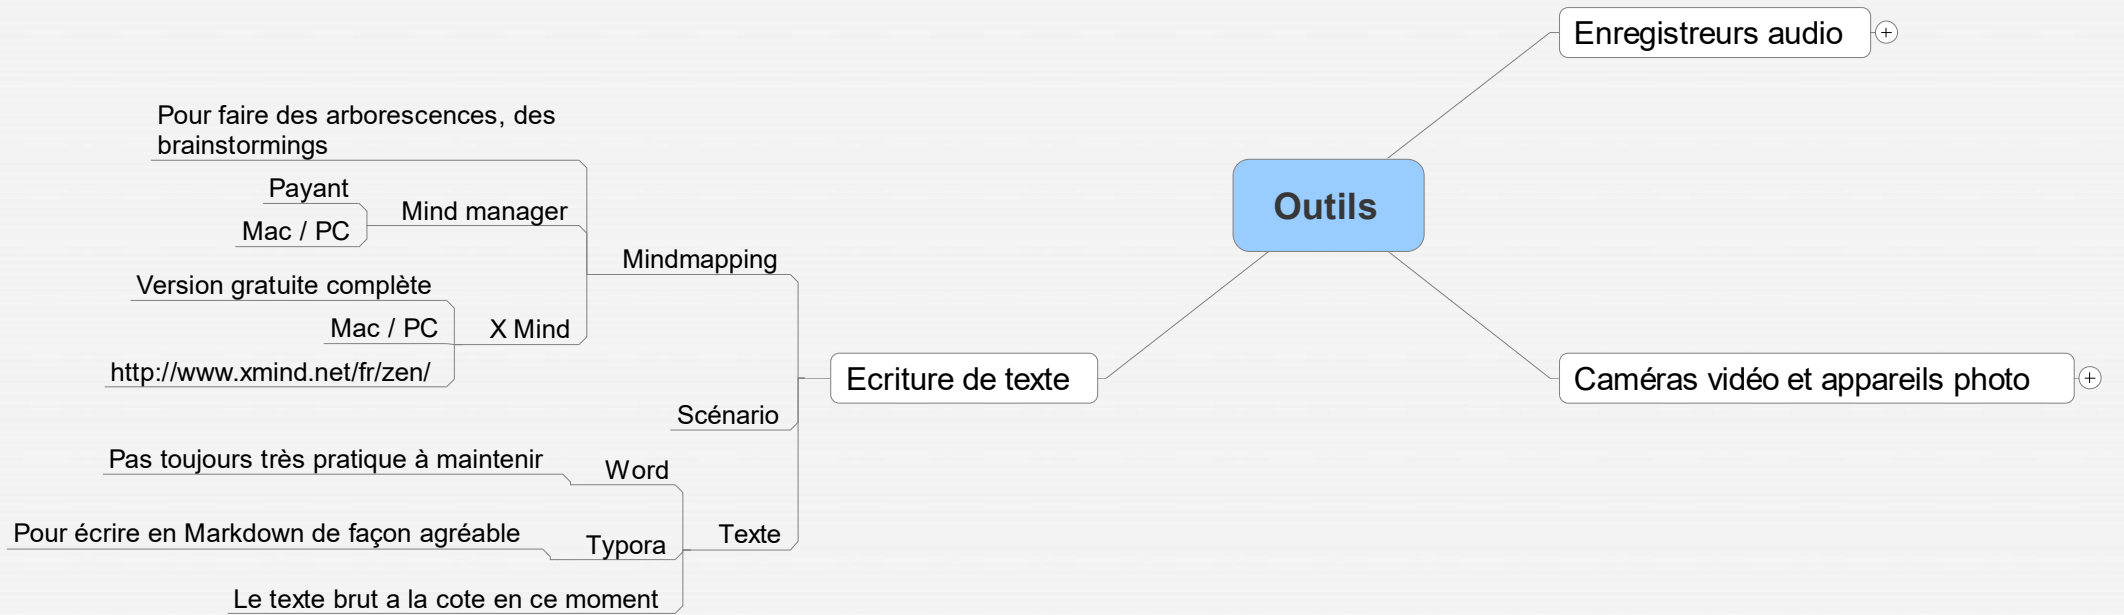 Enregistreurs audio
Pour faire des arborescences, des
brainstormings
Payant
Mind manager
Mac / PC
Outils
Mindmapping
Version gratuite complète
Mac / PC
X Mind
http://www.xmind.net/fr/zen/
Ecriture de texte
Caméras vidéo et appareils photo
Scénario
Pas toujours très pratique à maintenir
Word
Pour écrire en Markdown de façon agréable
Typora
Texte
Le texte brut a la cote en ce moment